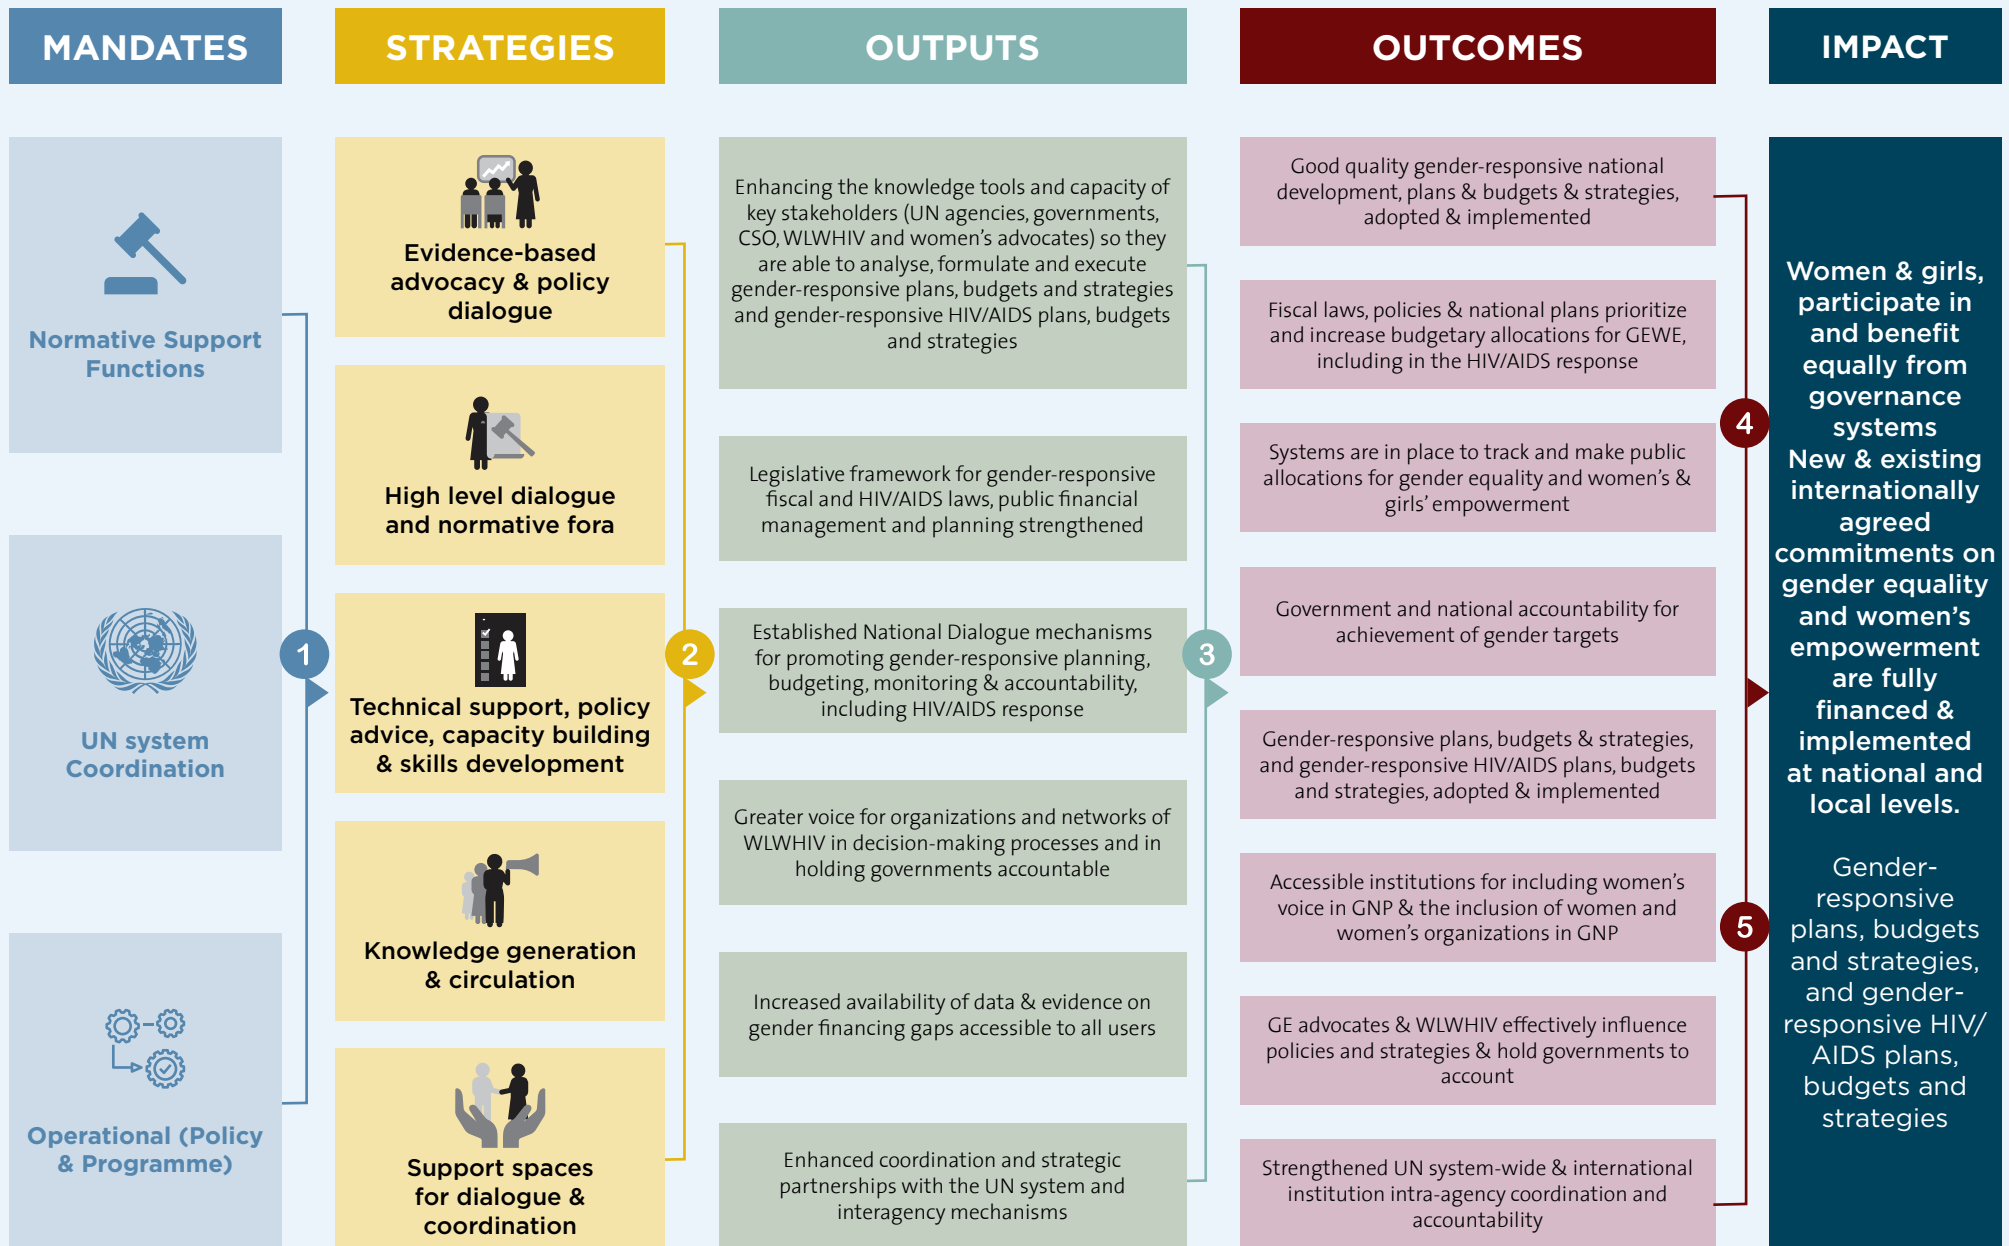 MANDATES
STRATEGIES
OUTPUTS
OUTCOMES
IMPACT
Normative Support
Functions
UN system
Coordination
Operational (Policy
& Programme)
1
Evidence-based
advocacy & policy
dialogue
High level dialogue
and normative fora
Technical support, policy
advice, capacity building
& skills development
Knowledge generation
& circulation
Support spaces
for dialogue &
coordination
2
Enhancing the knowledge tools and capacity of
key stakeholders (UN agencies, governments,
CSO, WLWHIV and women’s advocates) so they
are able to analyse, formulate and execute
gender-responsive plans, budgets and strategies
and gender-responsive HIV/AIDS plans, budgets
and strategies
Legislative framework for gender-responsive
fiscal and HIV/AIDS laws, public financial
management and planning strengthened
Established National Dialogue mechanisms
for promoting gender-responsive planning,
budgeting, monitoring & accountability,
including HIV/AIDS response
Greater voice for organizations and networks of
WLWHIV in decision-making processes and in
holding governments accountable
Increased availability of data & evidence on
gender financing gaps accessible to all users
Enhanced coordination and strategic
partnerships with the UN system and
interagency mechanisms
3
Good quality gender-responsive national
development, plans & budgets & strategies,
adopted & implemented
Fiscal laws, policies & national plans prioritize
and increase budgetary allocations for GEWE,
including in the HIV/AIDS response
Systems are in place to track and make public
allocations for gender equality and women’s &
girls’ empowerment
Government and national accountability for
achievement of gender targets
Gender-responsive plans, budgets & strategies,
and gender-responsive HIV/AIDS plans, budgets
and strategies, adopted & implemented
Accessible institutions for including women’s
voice in GNP & the inclusion of women and
women’s organizations in GNP
GE advocates & WLWHIV effectively influence
policies and strategies & hold governments to
account
Strengthened UN system-wide & international
institution intra-agency coordination and
accountability
4
5
Women & girls,
participate in
and benefit
equally from
governance
systems
New & existing
internationally
agreed
commitments on
gender equality
and women’s
empowerment
are fully
financed &
implemented
at national and
local levels.
Gender-
responsive
plans, budgets
and strategies,
and gender-
responsive HIV/
AIDS plans,
budgets and
strategies